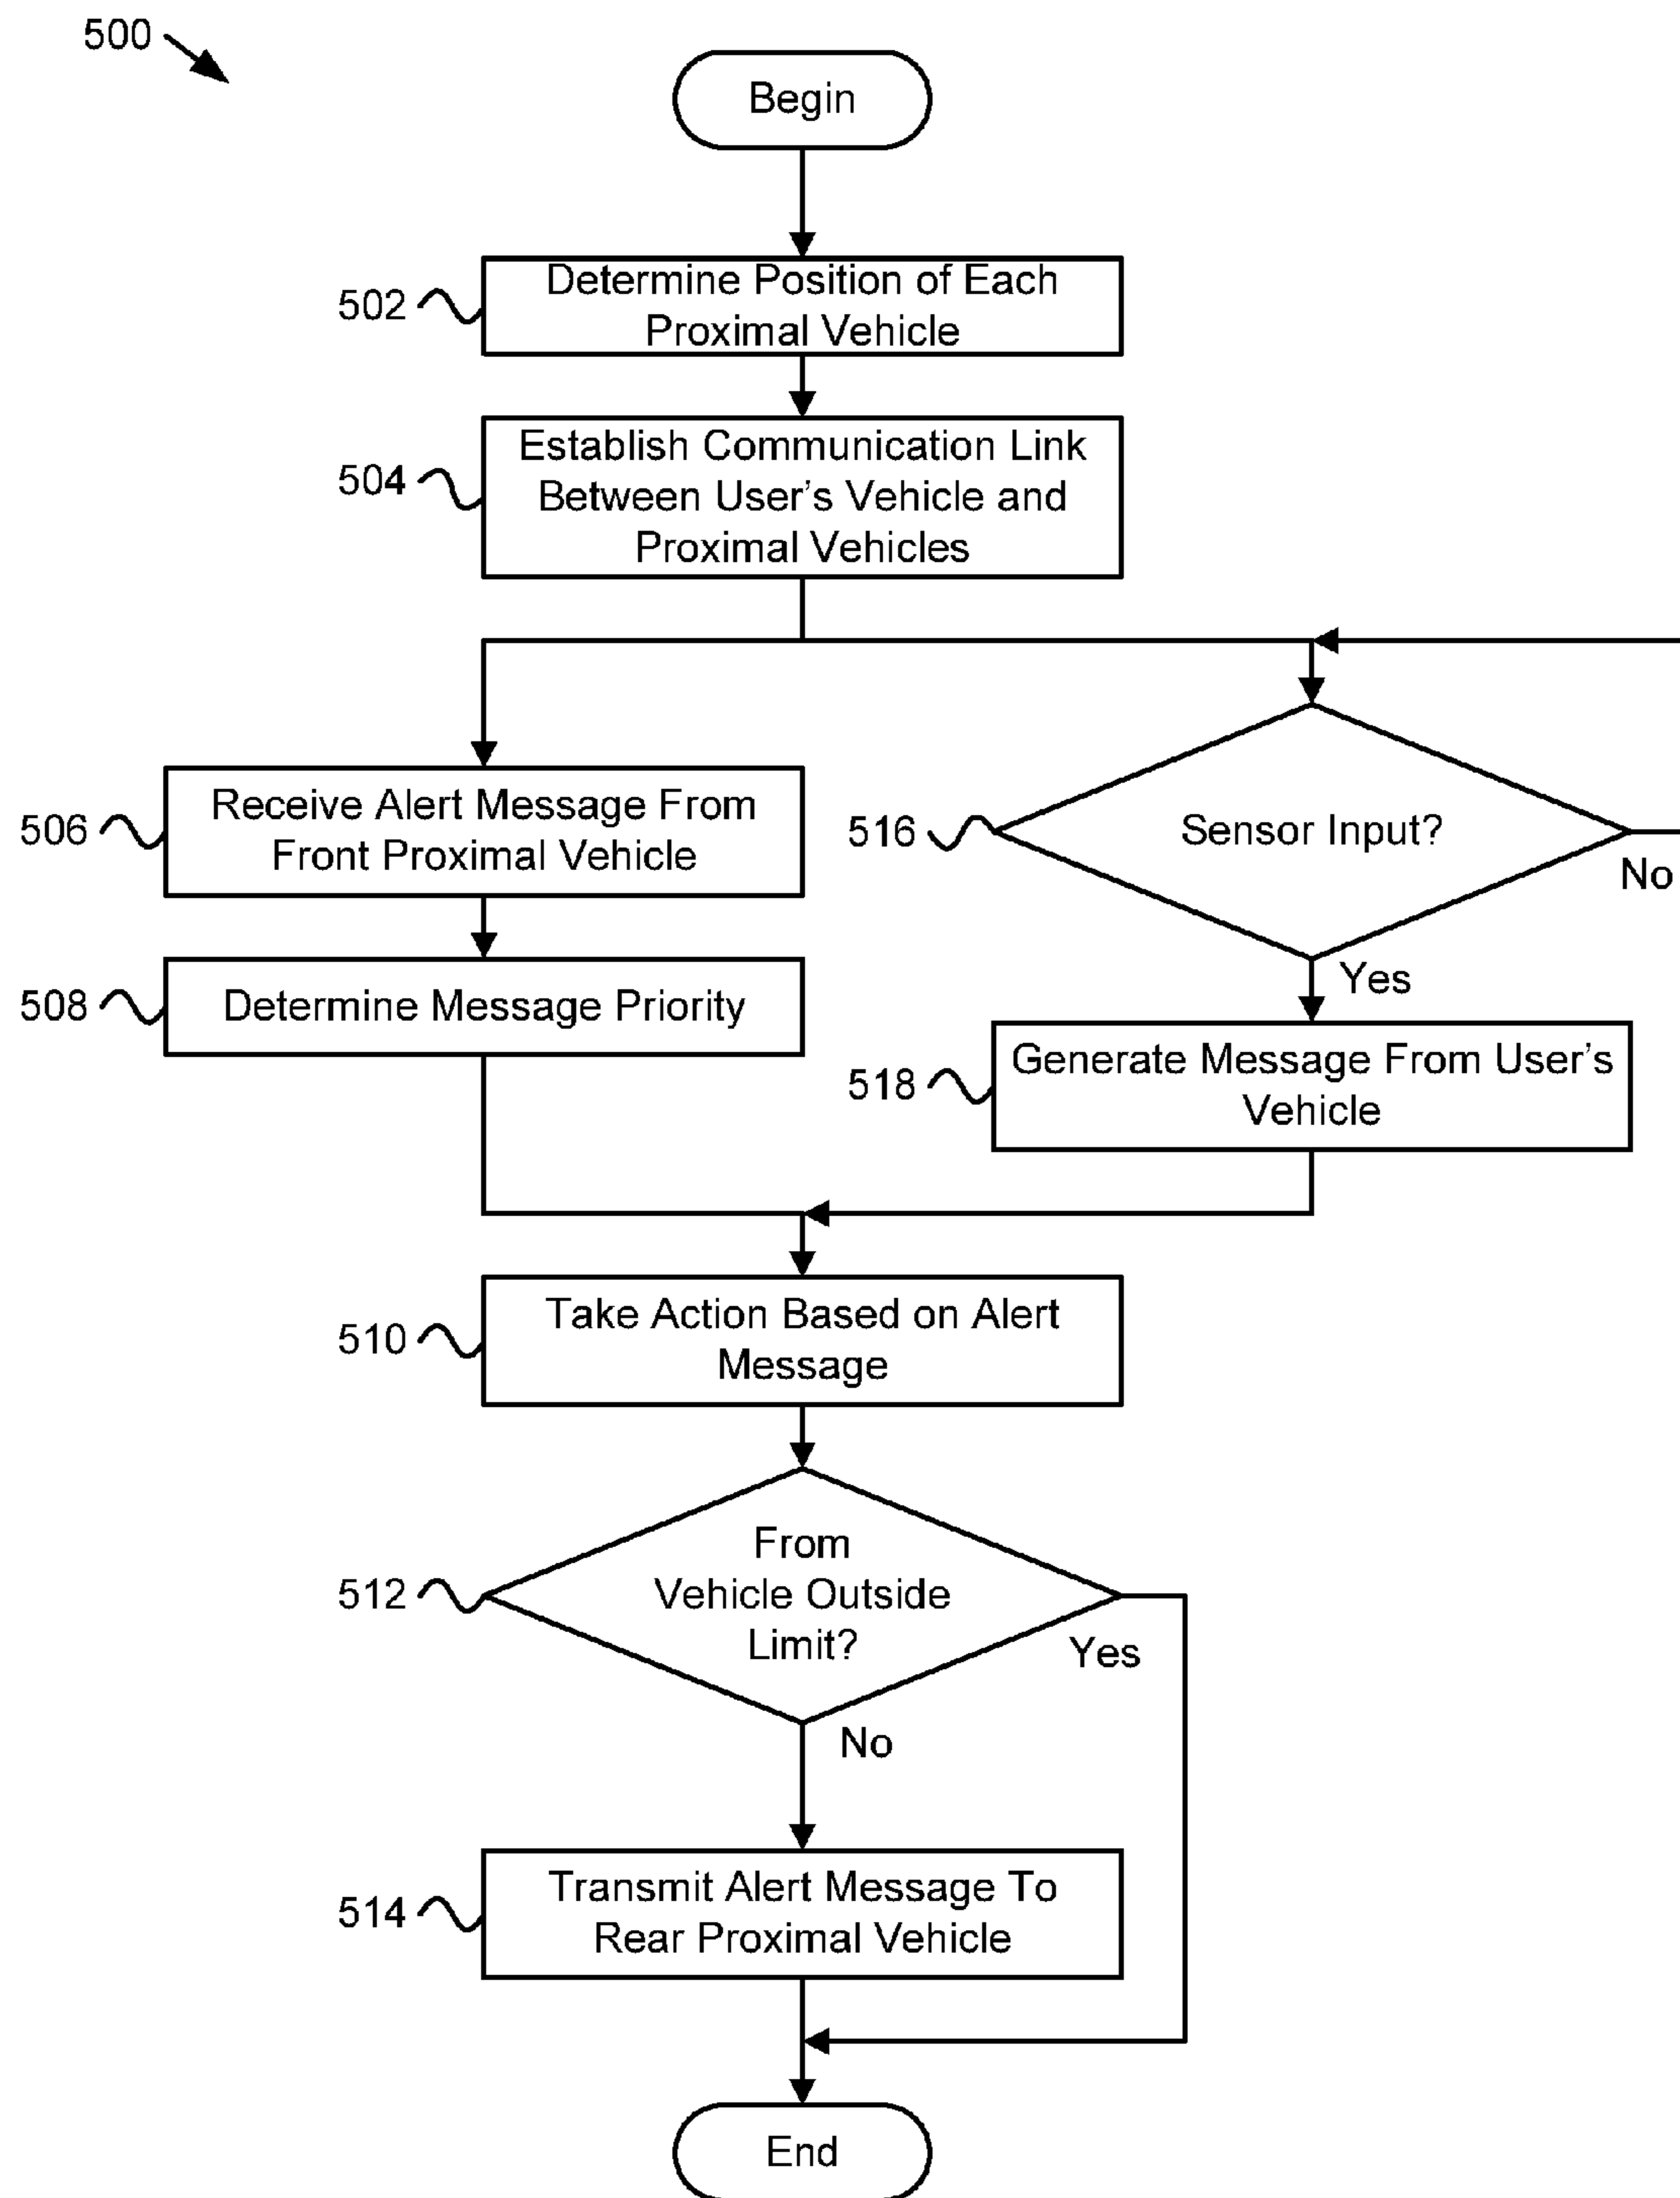 500
Begin
502
Determine Position of Each
Proximal Vehicle
504
Establish Communication Link
Between User's Vehicle and
Proximal Vehicles
506
Receive Alert Message From
Front Proximal Vehicle
516
Sensor Input?
No
508
Determine Message Priority
Yes
518
Generate Message From User's
Vehicle
510
Take Action Based on Alert
Message
512
From
Vehicle Outside
Limit?
Yes
No
514
Transmit Alert Message To
Rear Proximal Vehicle
End